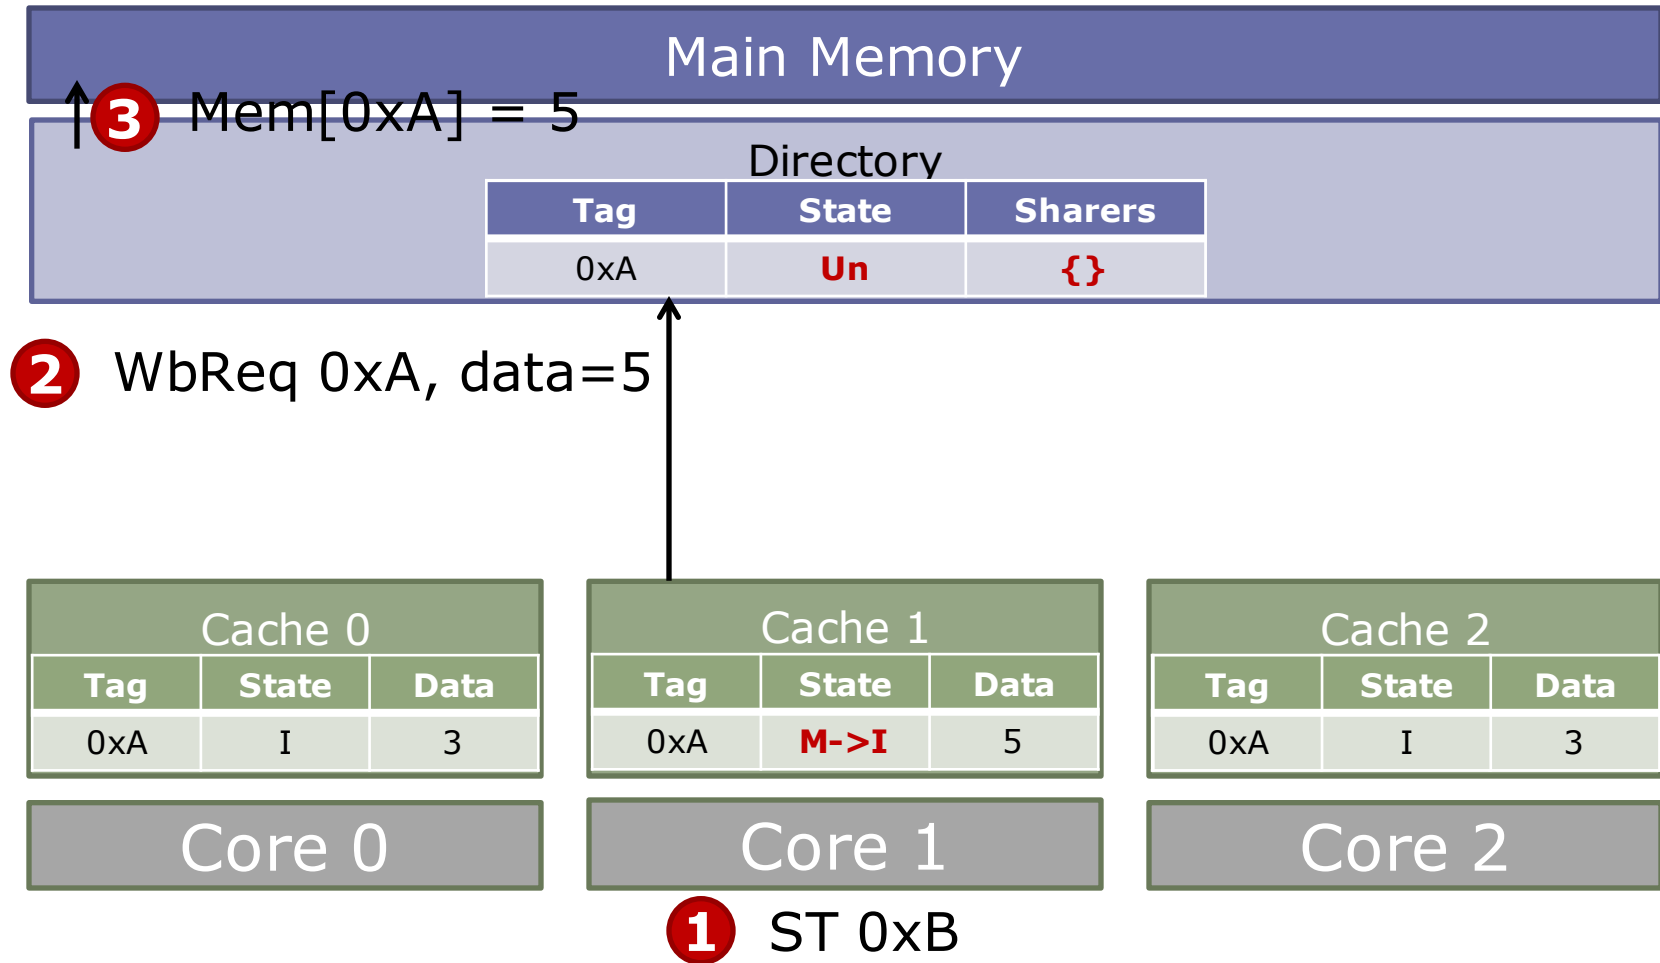 Main Memory
3 Mem[0xA] = 5
Directory
Tag State Sharers
0xA Un {}
2 WbReq 0xA, data=5
Cache 0 Cache 1 Cache 2
Tag State Data Tag State Data Tag State Data
0xA I 3 0xA M->I 5 0xA I 3
Core 0 Core 1 Core 2
1 ST 0xB